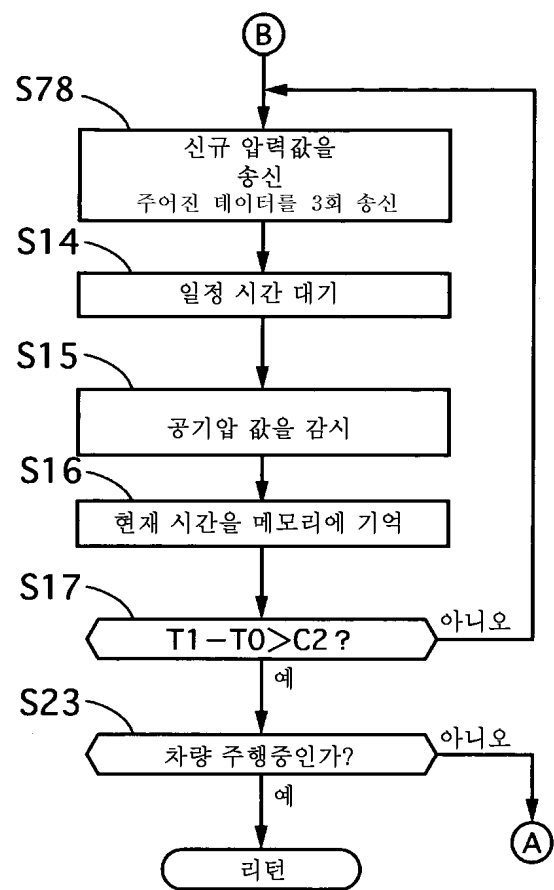 B
S78
신규 압력값을
송신
주어진 데이터를 3회 송신
S14
일정 시간 대기
S15
공기압 값을 감시
S16
현재 시간을 메모리에 기억
S17
T1-T0>C2?
아니오
예
S23
차량 주행중인가?
아니오
예
A
리턴